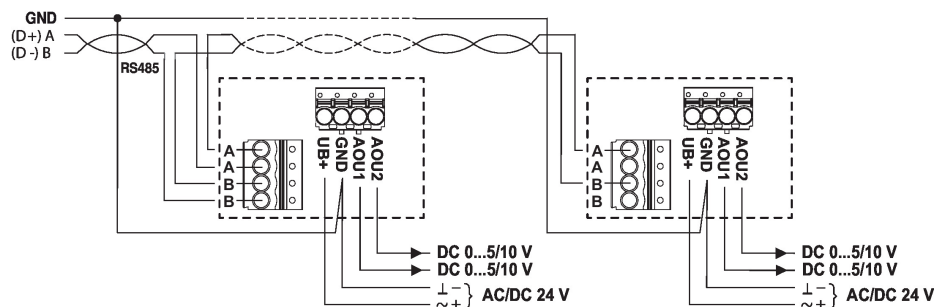 GND
(D+) A
(D -) B
RS485
A
A
B
B
UB+
GND
AOU1
AOU2
DC 0...5/10 V
DC 0...5/10 V
⊥ −
~ +
AC/DC 24 V
A
A
B
B
UB+
GND
AOU1
AOU2
DC 0...5/10 V
DC 0...5/10 V
⊥ −
~ +
AC/DC 24 V